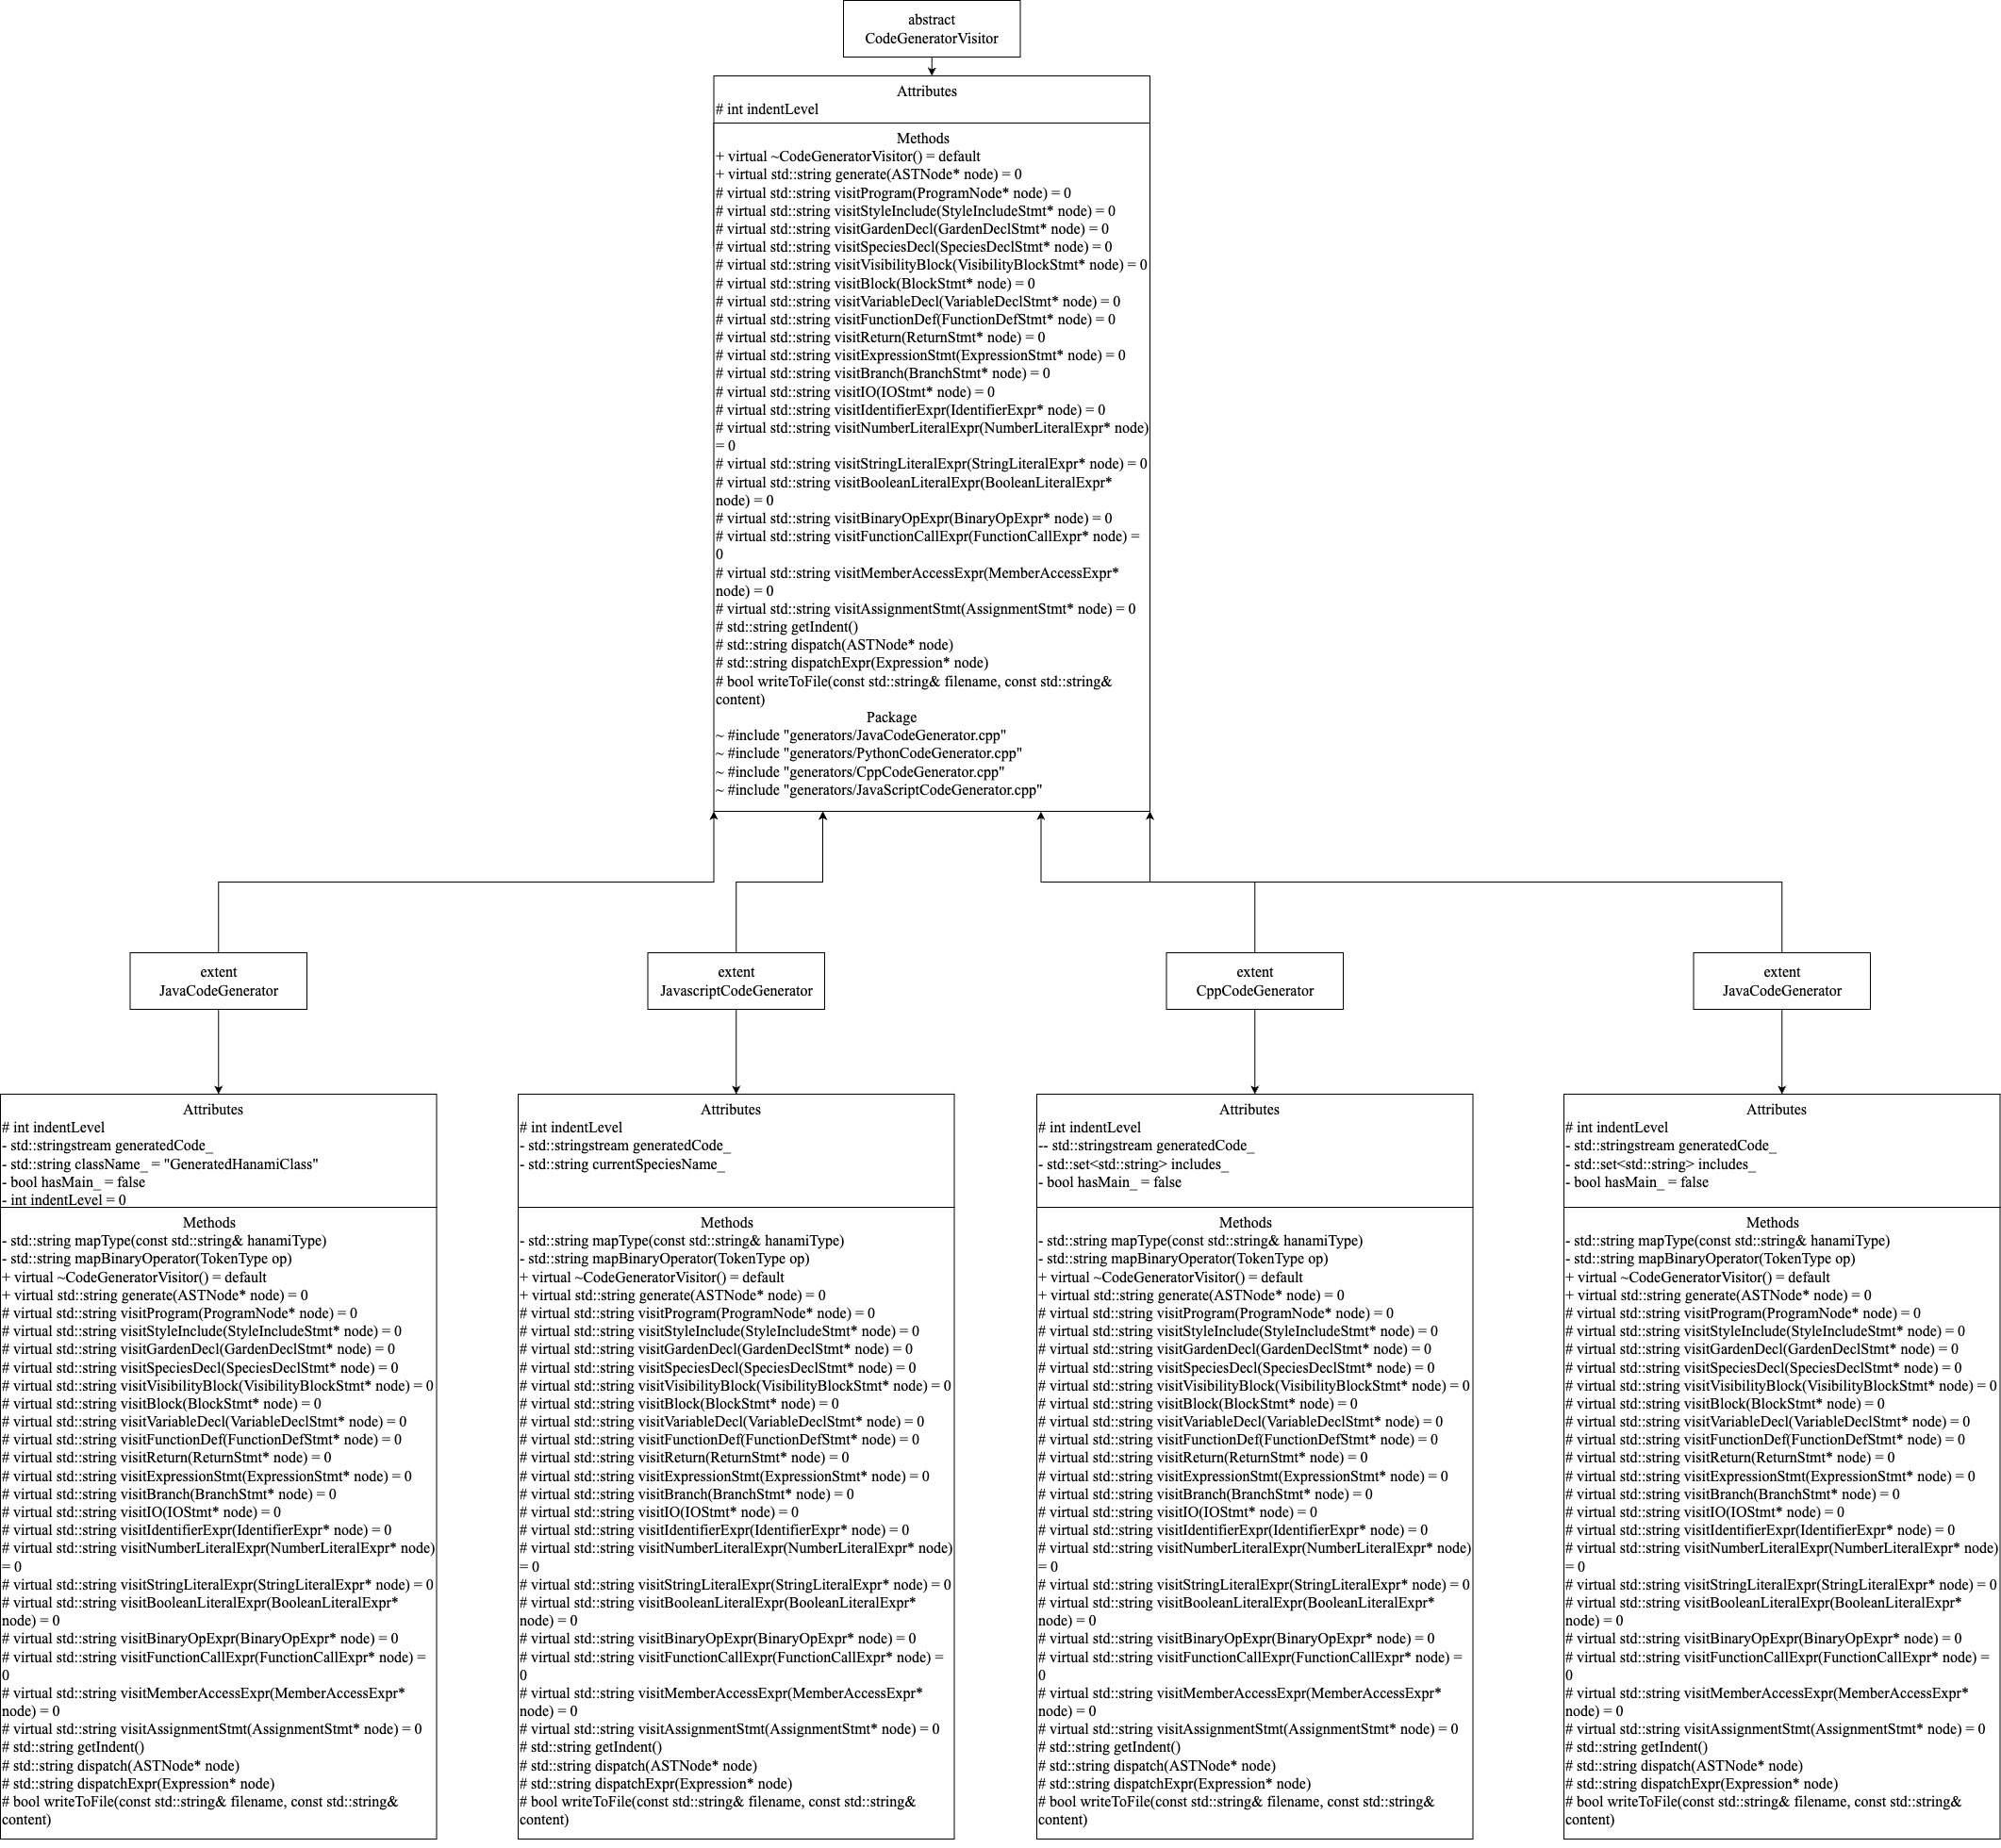 abstract
CodeGeneratorVisitor
Attributes
# int indentLevel
Methods
+ virtual ~CodeGeneratorVisitor() = default
+ virtual std::string generate(ASTNode* node) = 0
# virtual std::string visitProgram(ProgramNode* node) = 0
# virtual std::string visitStyleInclude(StyleIncludeStmt* node) = 0
# virtual std::string visitGardenDecl(GardenDeclStmt* node) = 0
# virtual std::string visitSpeciesDecl(SpeciesDeclStmt* node) = 0
# virtual std::string visitVisibilityBlock(VisibilityBlockStmt* node) = 0
# virtual std::string visitBlock(BlockStmt* node) = 0
# virtual std::string visitVariableDecl(VariableDeclStmt* node) = 0
# virtual std::string visitFunctionDef(FunctionDefStmt* node) = 0
# virtual std::string visitReturn(ReturnStmt* node) = 0
# virtual std::string visitExpressionStmt(ExpressionStmt* node) = 0
# virtual std::string visitBranch(BranchStmt* node) = 0
# virtual std::string visitIO(IOStmt* node) = 0
# virtual std::string visitIdentifierExpr(IdentifierExpr* node) = 0
# virtual std::string visitNumberLiteralExpr(NumberLiteralExpr* node)
= 0
# virtual std::string visitStringLiteralExpr(StringLiteralExpr* node) = 0
# virtual std::string visitBooleanLiteralExpr(BooleanLiteralExpr*
node) = 0
# virtual std::string visitBinaryOpExpr(BinaryOpExpr* node) = 0
# virtual std::string visitFunctionCallExpr(FunctionCallExpr* node) =
0
# virtual std::string visitMemberAccessExpr(MemberAccessExpr*
node) = 0
# virtual std::string visitAssignmentStmt(AssignmentStmt* node) = 0
# std::string getIndent()
# std::string dispatch(ASTNode* node)
# std::string dispatchExpr(Expression* node)
# bool writeToFile(const std::string& filename, const std::string&
content)
Package
~ #include "generators/JavaCodeGenerator.cpp"
~ #include "generators/PythonCodeGenerator.cpp"
~ #include "generators/CppCodeGenerator.cpp"
~ #include "generators/JavaScriptCodeGenerator.cpp"
extent
JavaCodeGenerator
extent
JavascriptCodeGenerator
extent
CppCodeGenerator
extent
JavaCodeGenerator
Attributes
# int indentLevel
- std::stringstream generatedCode_
- std::string className_ = "GeneratedHanamiClass"
- bool hasMain_ = false
- int indentLevel = 0
Methods
- std::string mapType(const std::string& hanamiType)
- std::string mapBinaryOperator(TokenType op)
+ virtual ~CodeGeneratorVisitor() = default
+ virtual std::string generate(ASTNode* node) = 0
# virtual std::string visitProgram(ProgramNode* node) = 0
# virtual std::string visitStyleInclude(StyleIncludeStmt* node) = 0
# virtual std::string visitGardenDecl(GardenDeclStmt* node) = 0
# virtual std::string visitSpeciesDecl(SpeciesDeclStmt* node) = 0
# virtual std::string visitVisibilityBlock(VisibilityBlockStmt* node) = 0
# virtual std::string visitBlock(BlockStmt* node) = 0
# virtual std::string visitVariableDecl(VariableDeclStmt* node) = 0
# virtual std::string visitFunctionDef(FunctionDefStmt* node) = 0
# virtual std::string visitReturn(ReturnStmt* node) = 0
# virtual std::string visitExpressionStmt(ExpressionStmt* node) = 0
# virtual std::string visitBranch(BranchStmt* node) = 0
# virtual std::string visitIO(IOStmt* node) = 0
# virtual std::string visitIdentifierExpr(IdentifierExpr* node) = 0
# virtual std::string visitNumberLiteralExpr(NumberLiteralExpr* node)
= 0
# virtual std::string visitStringLiteralExpr(StringLiteralExpr* node) = 0
# virtual std::string visitBooleanLiteralExpr(BooleanLiteralExpr*
node) = 0
# virtual std::string visitBinaryOpExpr(BinaryOpExpr* node) = 0
# virtual std::string visitFunctionCallExpr(FunctionCallExpr* node) =
0
# virtual std::string visitMemberAccessExpr(MemberAccessExpr*
node) = 0
# virtual std::string visitAssignmentStmt(AssignmentStmt* node) = 0
# std::string getIndent()
# std::string dispatch(ASTNode* node)
# std::string dispatchExpr(Expression* node)
# bool writeToFile(const std::string& filename, const std::string&
content)
Attributes
# int indentLevel
- std::stringstream generatedCode_
- std::string currentSpeciesName_
Methods
- std::string mapType(const std::string& hanamiType)
- std::string mapBinaryOperator(TokenType op)
+ virtual ~CodeGeneratorVisitor() = default
+ virtual std::string generate(ASTNode* node) = 0
# virtual std::string visitProgram(ProgramNode* node) = 0
# virtual std::string visitStyleInclude(StyleIncludeStmt* node) = 0
# virtual std::string visitGardenDecl(GardenDeclStmt* node) = 0
# virtual std::string visitSpeciesDecl(SpeciesDeclStmt* node) = 0
# virtual std::string visitVisibilityBlock(VisibilityBlockStmt* node) = 0
# virtual std::string visitBlock(BlockStmt* node) = 0
# virtual std::string visitVariableDecl(VariableDeclStmt* node) = 0
# virtual std::string visitFunctionDef(FunctionDefStmt* node) = 0
# virtual std::string visitReturn(ReturnStmt* node) = 0
# virtual std::string visitExpressionStmt(ExpressionStmt* node) = 0
# virtual std::string visitBranch(BranchStmt* node) = 0
# virtual std::string visitIO(IOStmt* node) = 0
# virtual std::string visitIdentifierExpr(IdentifierExpr* node) = 0
# virtual std::string visitNumberLiteralExpr(NumberLiteralExpr* node)
= 0
# virtual std::string visitStringLiteralExpr(StringLiteralExpr* node) = 0
# virtual std::string visitBooleanLiteralExpr(BooleanLiteralExpr*
node) = 0
# virtual std::string visitBinaryOpExpr(BinaryOpExpr* node) = 0
# virtual std::string visitFunctionCallExpr(FunctionCallExpr* node) =
0
# virtual std::string visitMemberAccessExpr(MemberAccessExpr*
node) = 0
# virtual std::string visitAssignmentStmt(AssignmentStmt* node) = 0
# std::string getIndent()
# std::string dispatch(ASTNode* node)
# std::string dispatchExpr(Expression* node)
# bool writeToFile(const std::string& filename, const std::string&
content)
Attributes
# int indentLevel
-- std::stringstream generatedCode_
- std::set<std::string> includes_
- bool hasMain_ = false
Methods
- std::string mapType(const std::string& hanamiType)
- std::string mapBinaryOperator(TokenType op)
+ virtual ~CodeGeneratorVisitor() = default
+ virtual std::string generate(ASTNode* node) = 0
# virtual std::string visitProgram(ProgramNode* node) = 0
# virtual std::string visitStyleInclude(StyleIncludeStmt* node) = 0
# virtual std::string visitGardenDecl(GardenDeclStmt* node) = 0
# virtual std::string visitSpeciesDecl(SpeciesDeclStmt* node) = 0
# virtual std::string visitVisibilityBlock(VisibilityBlockStmt* node) = 0
# virtual std::string visitBlock(BlockStmt* node) = 0
# virtual std::string visitVariableDecl(VariableDeclStmt* node) = 0
# virtual std::string visitFunctionDef(FunctionDefStmt* node) = 0
# virtual std::string visitReturn(ReturnStmt* node) = 0
# virtual std::string visitExpressionStmt(ExpressionStmt* node) = 0
# virtual std::string visitBranch(BranchStmt* node) = 0
# virtual std::string visitIO(IOStmt* node) = 0
# virtual std::string visitIdentifierExpr(IdentifierExpr* node) = 0
# virtual std::string visitNumberLiteralExpr(NumberLiteralExpr* node)
= 0
# virtual std::string visitStringLiteralExpr(StringLiteralExpr* node) = 0
# virtual std::string visitBooleanLiteralExpr(BooleanLiteralExpr*
node) = 0
# virtual std::string visitBinaryOpExpr(BinaryOpExpr* node) = 0
# virtual std::string visitFunctionCallExpr(FunctionCallExpr* node) =
0
# virtual std::string visitMemberAccessExpr(MemberAccessExpr*
node) = 0
# virtual std::string visitAssignmentStmt(AssignmentStmt* node) = 0
# std::string getIndent()
# std::string dispatch(ASTNode* node)
# std::string dispatchExpr(Expression* node)
# bool writeToFile(const std::string& filename, const std::string&
content)
Attributes
# int indentLevel
- std::stringstream generatedCode_
- std::set<std::string> includes_
- bool hasMain_ = false
Methods
- std::string mapType(const std::string& hanamiType)
- std::string mapBinaryOperator(TokenType op)
+ virtual ~CodeGeneratorVisitor() = default
+ virtual std::string generate(ASTNode* node) = 0
# virtual std::string visitProgram(ProgramNode* node) = 0
# virtual std::string visitStyleInclude(StyleIncludeStmt* node) = 0
# virtual std::string visitGardenDecl(GardenDeclStmt* node) = 0
# virtual std::string visitSpeciesDecl(SpeciesDeclStmt* node) = 0
# virtual std::string visitVisibilityBlock(VisibilityBlockStmt* node) = 0
# virtual std::string visitBlock(BlockStmt* node) = 0
# virtual std::string visitVariableDecl(VariableDeclStmt* node) = 0
# virtual std::string visitFunctionDef(FunctionDefStmt* node) = 0
# virtual std::string visitReturn(ReturnStmt* node) = 0
# virtual std::string visitExpressionStmt(ExpressionStmt* node) = 0
# virtual std::string visitBranch(BranchStmt* node) = 0
# virtual std::string visitIO(IOStmt* node) = 0
# virtual std::string visitIdentifierExpr(IdentifierExpr* node) = 0
# virtual std::string visitNumberLiteralExpr(NumberLiteralExpr* node)
= 0
# virtual std::string visitStringLiteralExpr(StringLiteralExpr* node) = 0
# virtual std::string visitBooleanLiteralExpr(BooleanLiteralExpr*
node) = 0
# virtual std::string visitBinaryOpExpr(BinaryOpExpr* node) = 0
# virtual std::string visitFunctionCallExpr(FunctionCallExpr* node) =
0
# virtual std::string visitMemberAccessExpr(MemberAccessExpr*
node) = 0
# virtual std::string visitAssignmentStmt(AssignmentStmt* node) = 0
# std::string getIndent()
# std::string dispatch(ASTNode* node)
# std::string dispatchExpr(Expression* node)
# bool writeToFile(const std::string& filename, const std::string&
content)